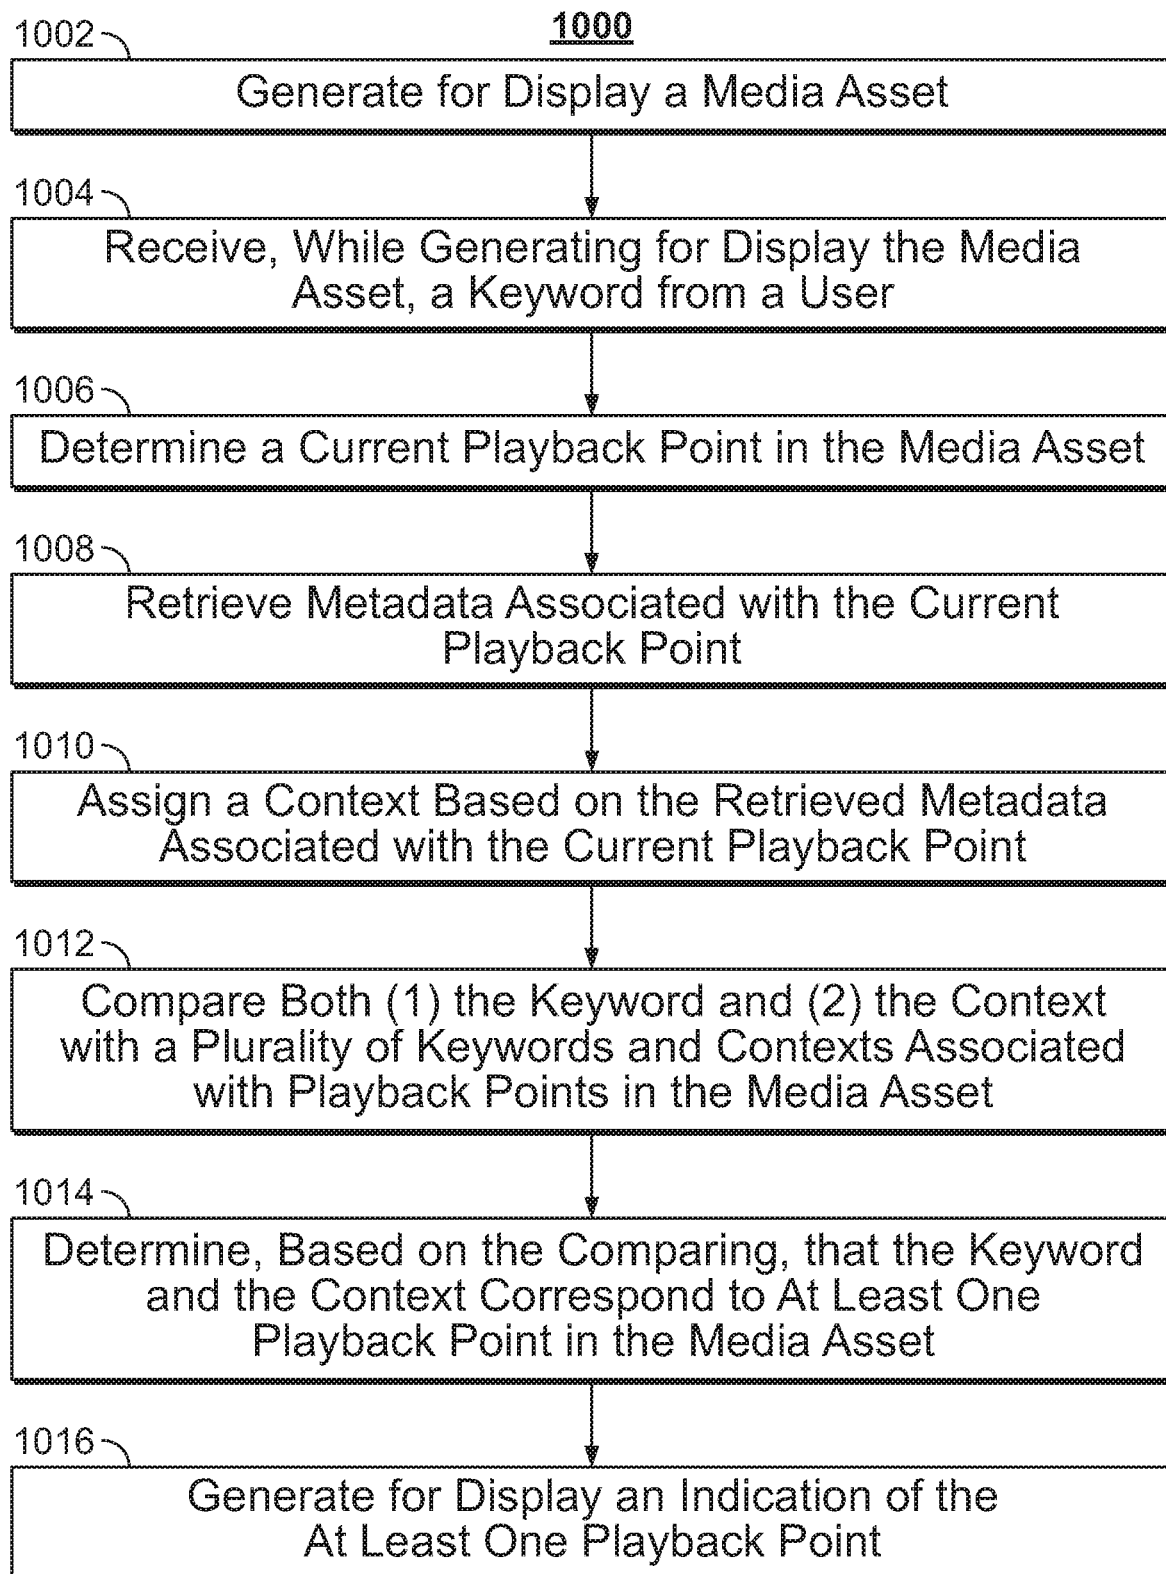 1000
1002
Generate for Display a Media Asset
1004
Receive, While Generating for Display the Media
Asset, a Keyword from a User
1006
Determine a Current Playback Point in the Media Asset
1008
Retrieve Metadata Associated with the Current
Playback Point
1010
Assign a Context Based on the Retrieved Metadata
Associated with the Current Playback Point
1012
Compare Both (1) the Keyword and (2) the Context
with a Plurality of Keywords and Contexts Associated
with Playback Points in the Media Asset
1014
Determine, Based on the Comparing, that the Keyword
and the Context Correspond to At Least One
Playback Point in the Media Asset
1016
Generate for Display an Indication of the
At Least One Playback Point